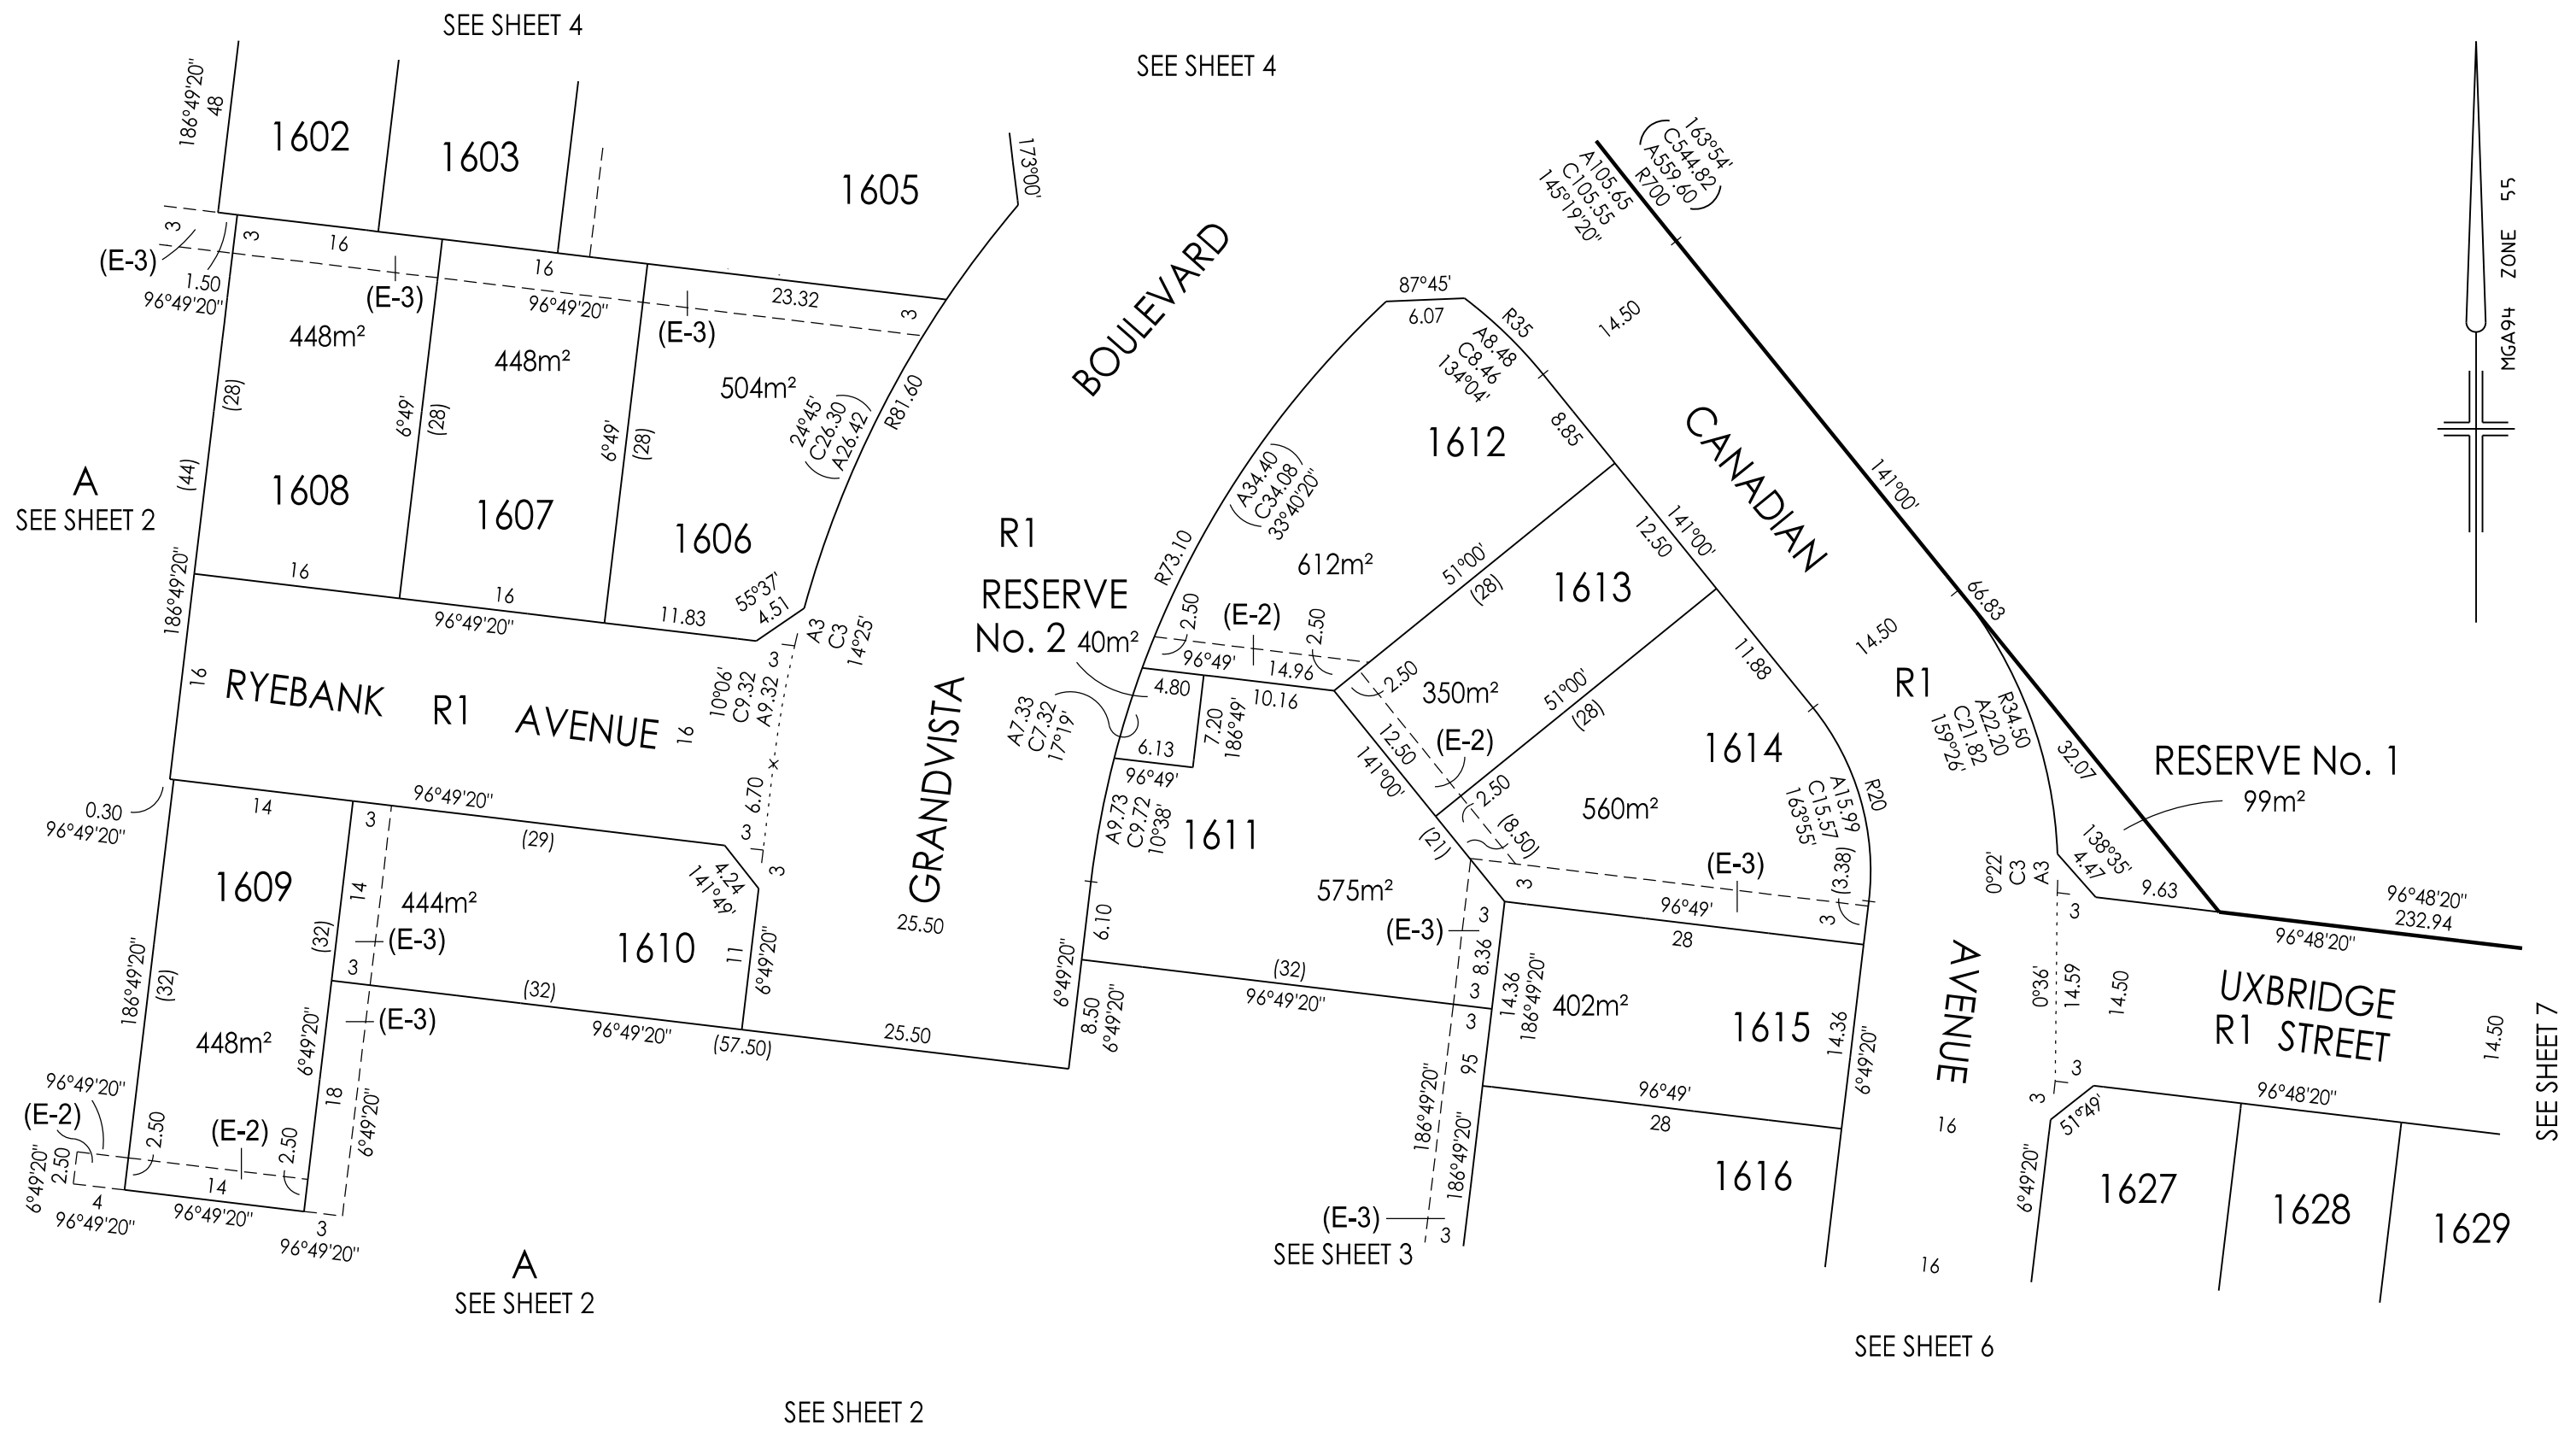 SEE SHEET 4
SEE SHEET 4
186°49'20"
48
1602
1603
1605
173°00'
163°54'
(C544.82
A559.60)
R700
A105.65
C105.55
145°19'20"
MGA94 ZONE 55
3
(E-3)
1.50
96°49'20"
3
16
(E-3)
16
96°49'20"
(E-3)
23.32
3
448m²
448m²
504m²
(28)
6°49'
(28)
6°49'
(28)
24°45'
(C26.30)
(A26.42)
R81.60
(44)
A
SEE SHEET 2
1608
1607
1606
186°49'20"
16
16
96°49'20"
11.83
55°37'
4.51
A3
C3
14°25'
3
10°06'
C9.32
A9.32
16
RYEBANK R1 AVENUE
16
6.70
3
3
0.30
96°49'20"
14
96°49'20"
3
(29)
4.24
141°49'
1609
14
444m²
(E-3)
1610
(32)
3
11
6°49'20"
186°49'20"
(32)
(32)
96°49'20"
(57.50)
25.50
25.50
(E-3)
448m²
6°49'20"
18
6°49'20"
96°49'20"
(E-2)
2.50
(E-2)
2.50
6°49'20"
2.50
4
96°49'20"
14
96°49'20"
3
96°49'20"
A
SEE SHEET 2
SEE SHEET 2
BOULEVARD
GRANDVISTA
R1
RESERVE
No. 2 40m²
87°45'
6.07
R35
A8.48
C8.46
134°04'
14.50
8.85
1612
(A34.40
C34.08)
33°40'20"
R73.10
612m²
2.50
(E-2)
2.50
96°49'
14.96
4.80
10.16
7.20
186°49'
A7.33
C7.32
17°19'
6.13
96°49'
A9.73
C9.72
10°38'
1611
575m²
6.10
6°49'20"
8.50
6°49'20"
(32)
96°49'20"
51°00'
(28)
1613
12.50
141°00'
2.50
350m²
51°00'
(28)
12.50
141°00'
(E-2)
2.50
(21)
(8.50)
11.88
1614
560m²
R20
A15.99
C15.57
163°55'
(3.38)
(E-3)
3
3
96°49'
28
(E-3)
3
8.36
3
14.36
186°49'20"
402m²
1615
14.36
6°49'20"
3
95
186°49'20"
186°49'20"
96°49'
28
1616
(E-3)
3
SEE SHEET 3
CANADIAN
AVENUE
141°00'
66.83
14.50
R1
R34.50
A22.20
C21.82
159°26'
32.07
RESERVE No. 1
99m²
138°35'
4.47
9.63
0°22'
C3
A3
3
96°48'20"
232.94
96°48'20"
0°36'
14.59
14.50
UXBRIDGE
R1 STREET
14.50
SEE SHEET 7
3
3
51°49'
96°48'20"
16
6°49'20"
1627
1628
1629
16
SEE SHEET 6